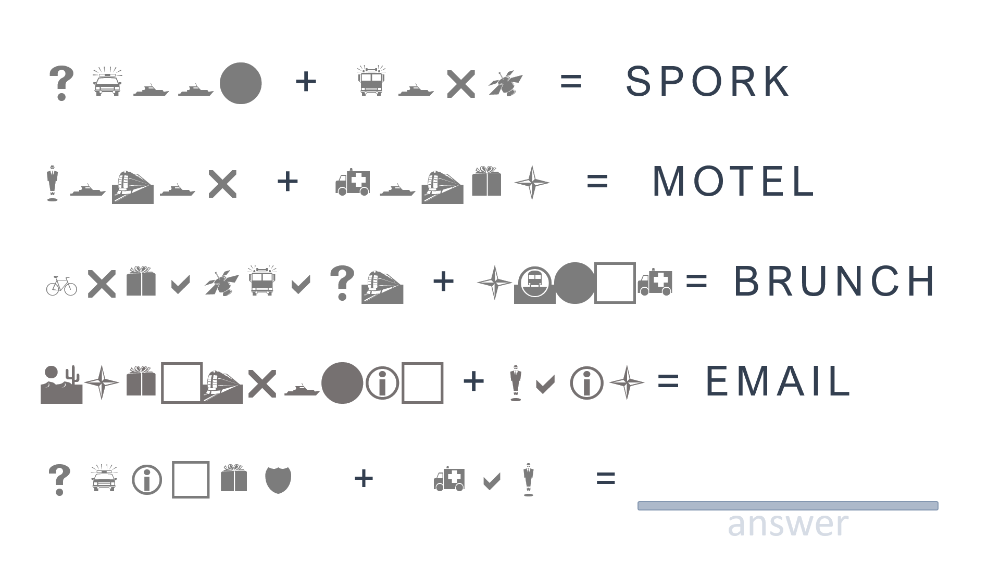 + = SPORK
+ = MOTEL
+ = BRUNCH
+ = EMAIL
+ =
answer